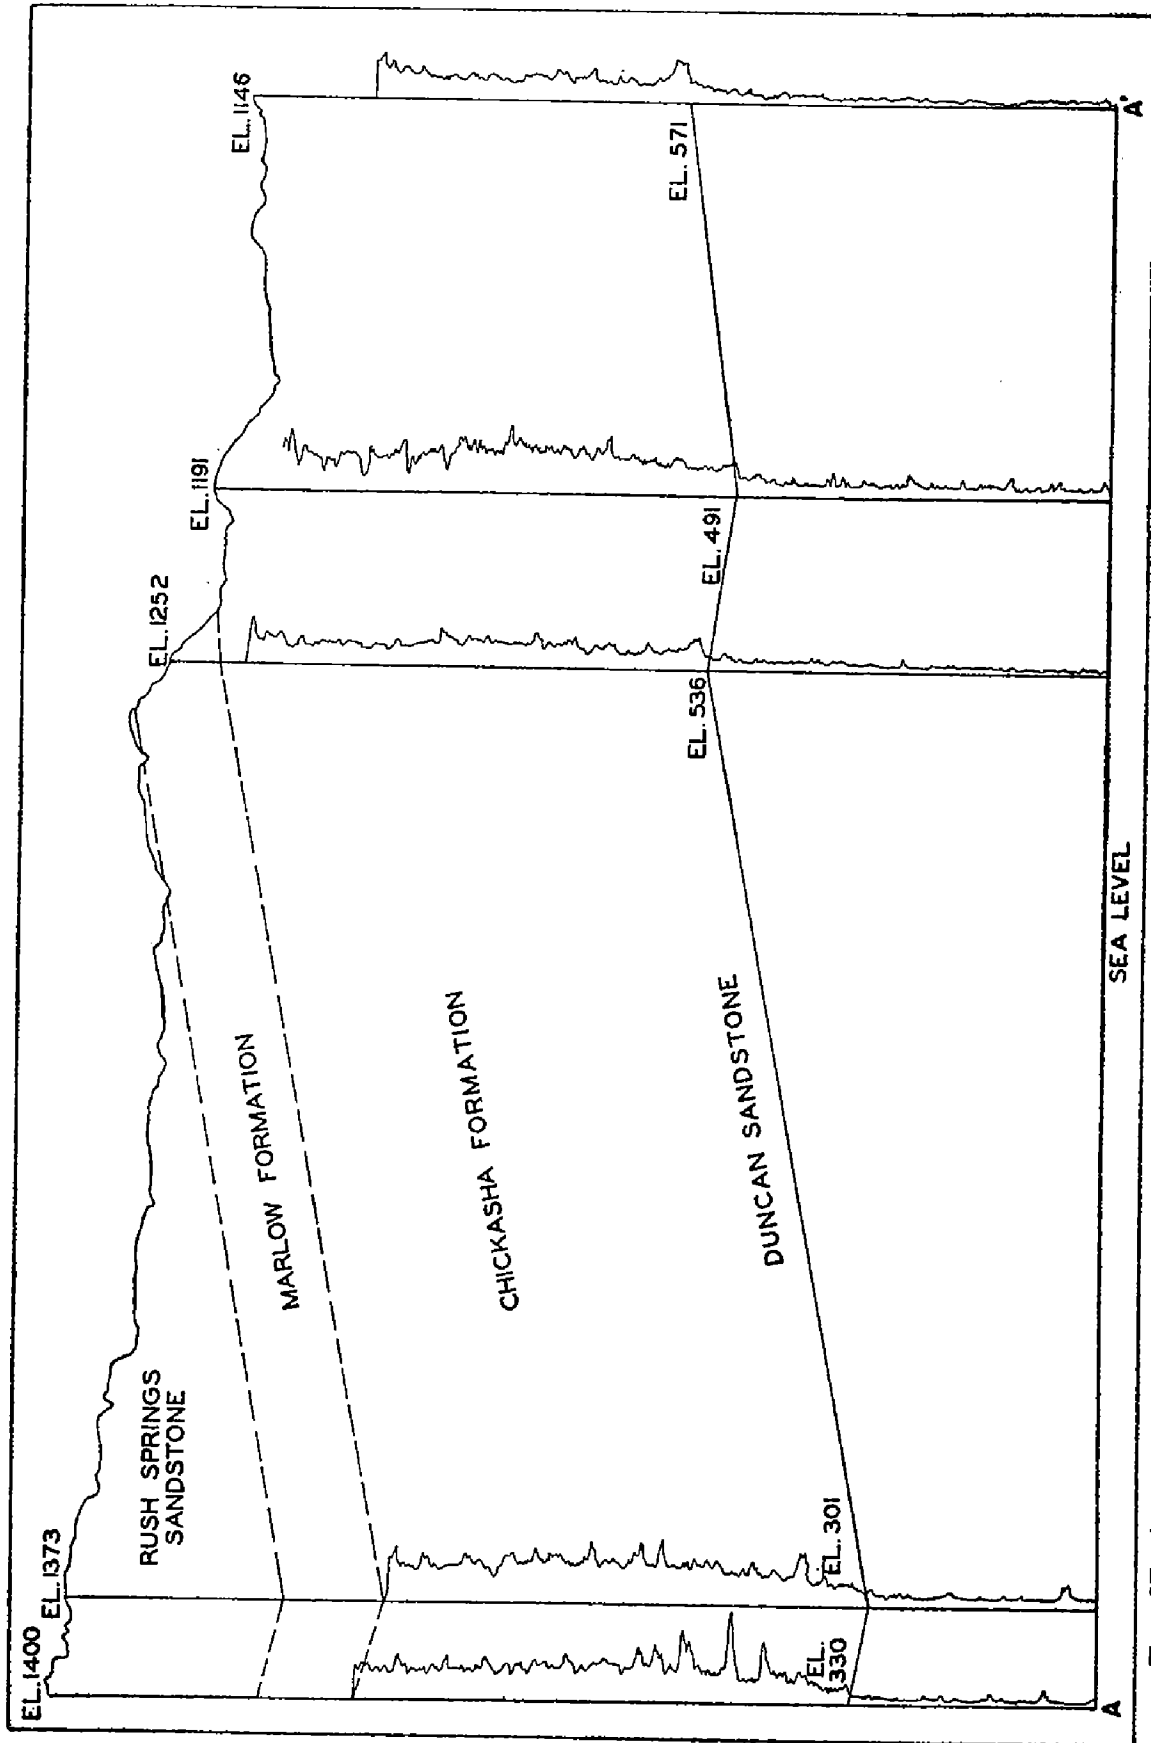 EL. 1400
EL. 1373
EL. 1252
EL. 1191
EL. 1146
RUSH SPRINGS
SANDSTONE
MARLOW FORMATION
CHICKASHA FORMATION
DUNCAN SANDSTONE
EL.
330
EL. 301
EL. 536
EL. 491
EL. 571
A
SEA LEVEL
A'